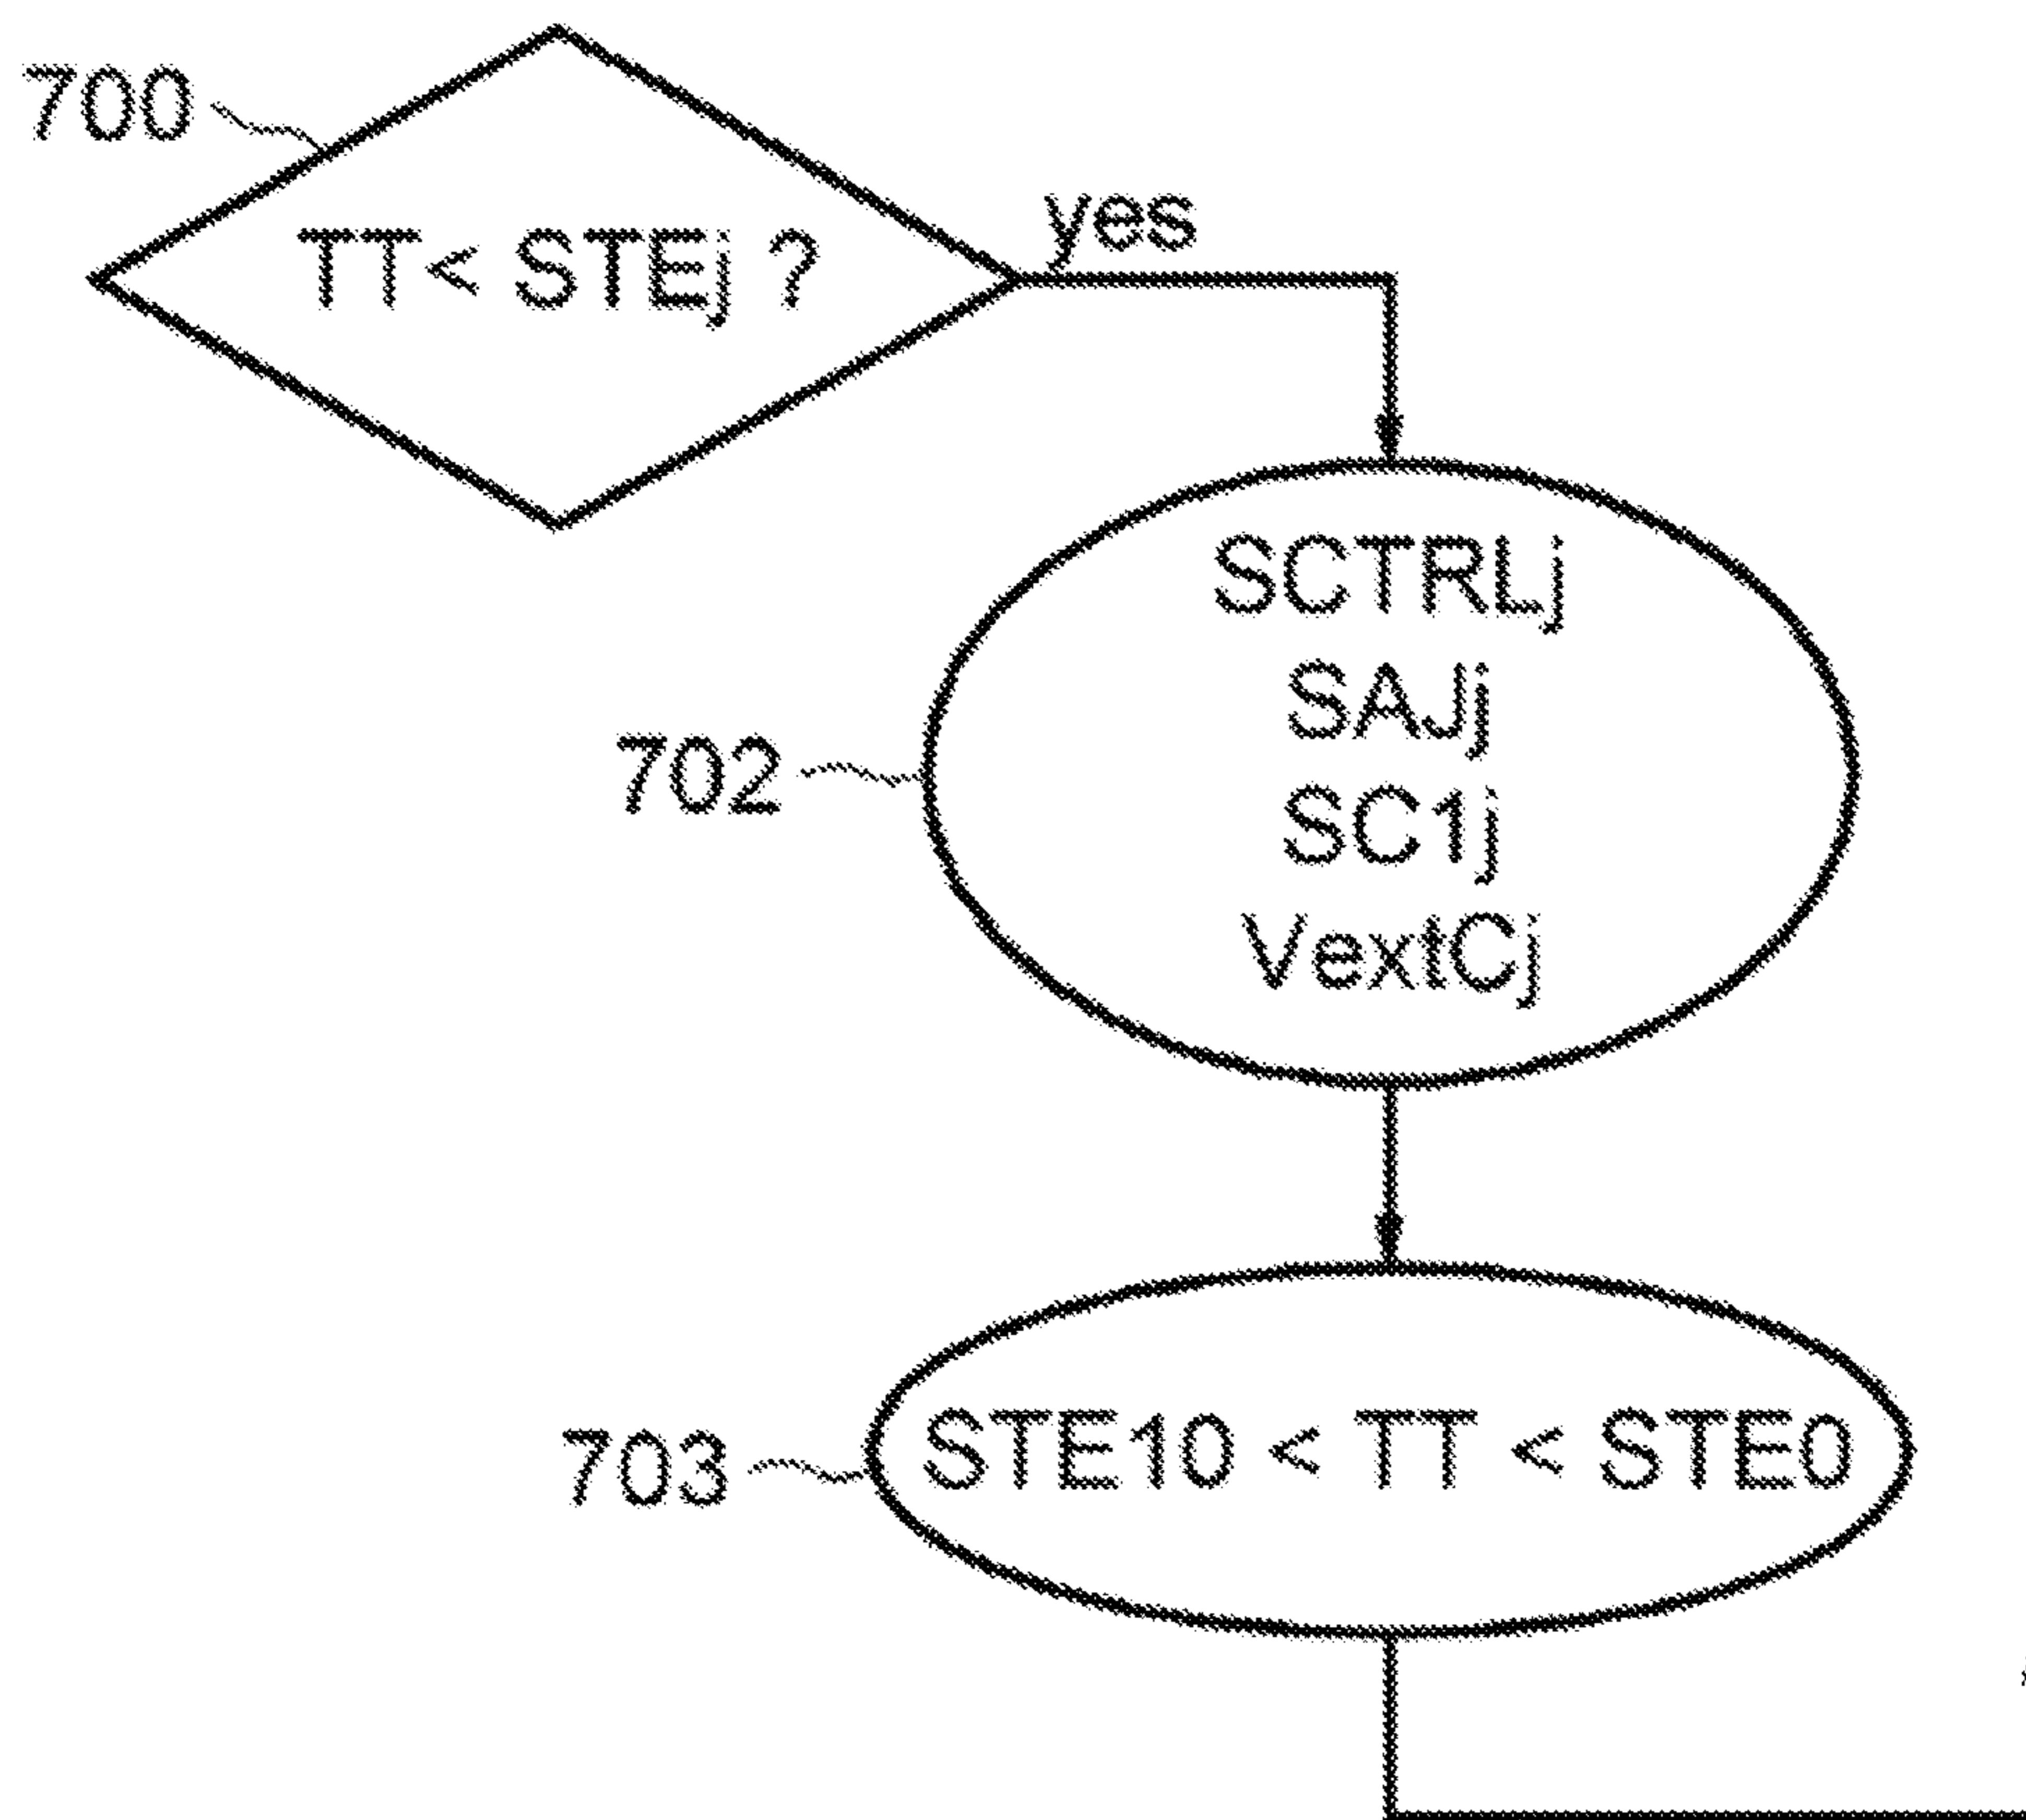 700
TT< STEj ?
yes
SCTRLj
SAJj
702
SC1j
VextCj
703
STE10 < TT < STE0